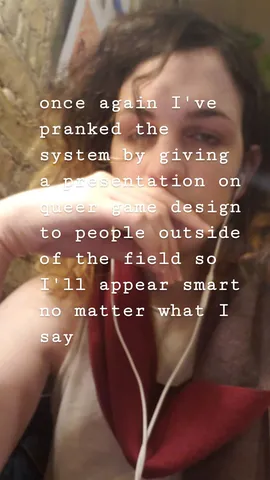 once again I've
pranked the
system by giving
a presentation on
queer game design
to people outside
of the field so
I'll appear smart
no matter what I
say